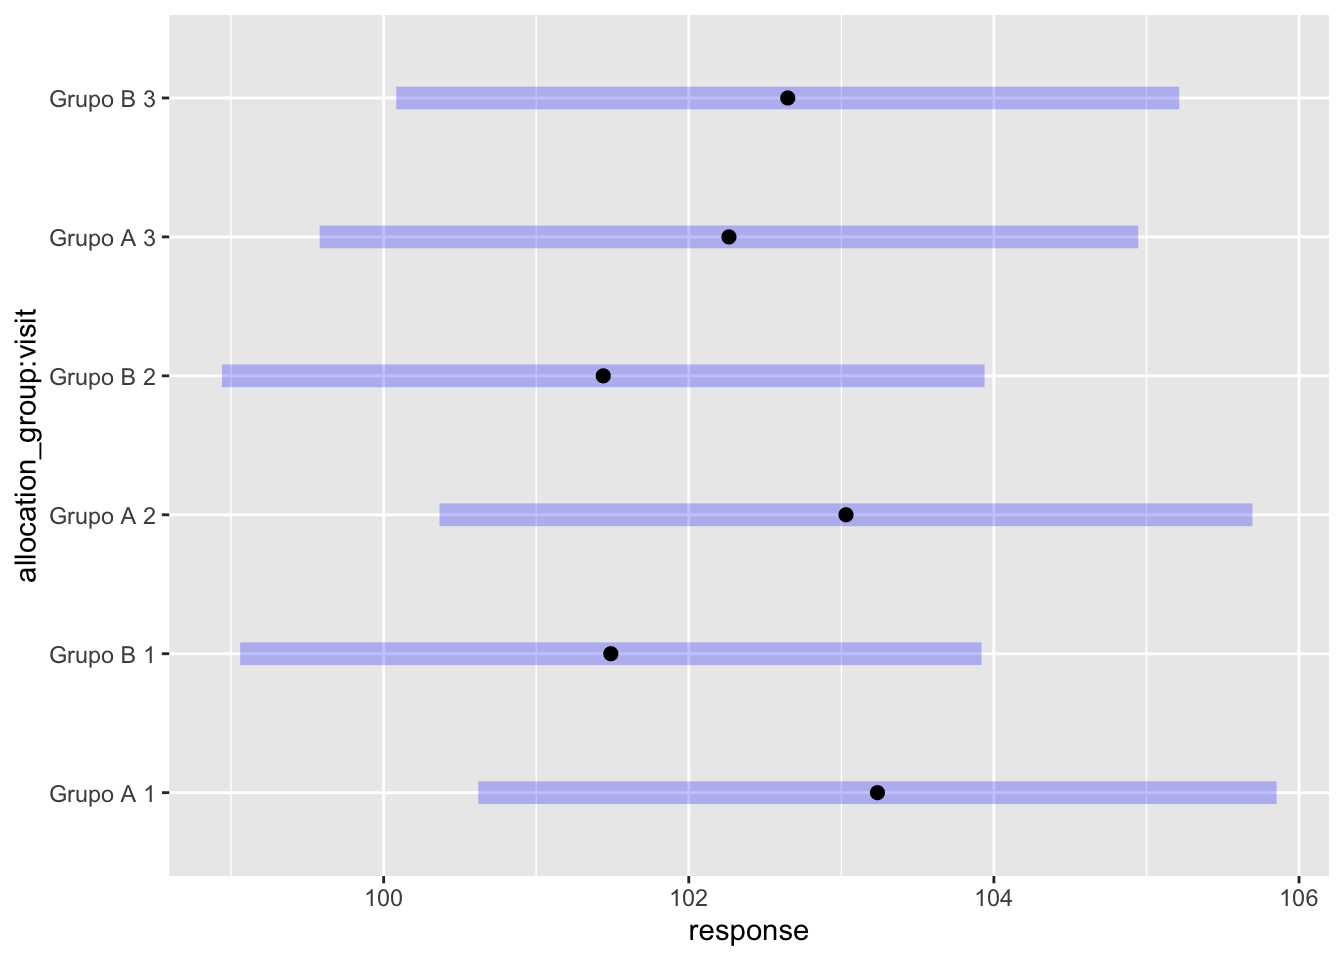 Grupo B 3
Grupo A 3
Grupo B 2
Grupo A 2
Grupo B 1
Grupo A 1
allocation_group:visit
100 102 104 106
response